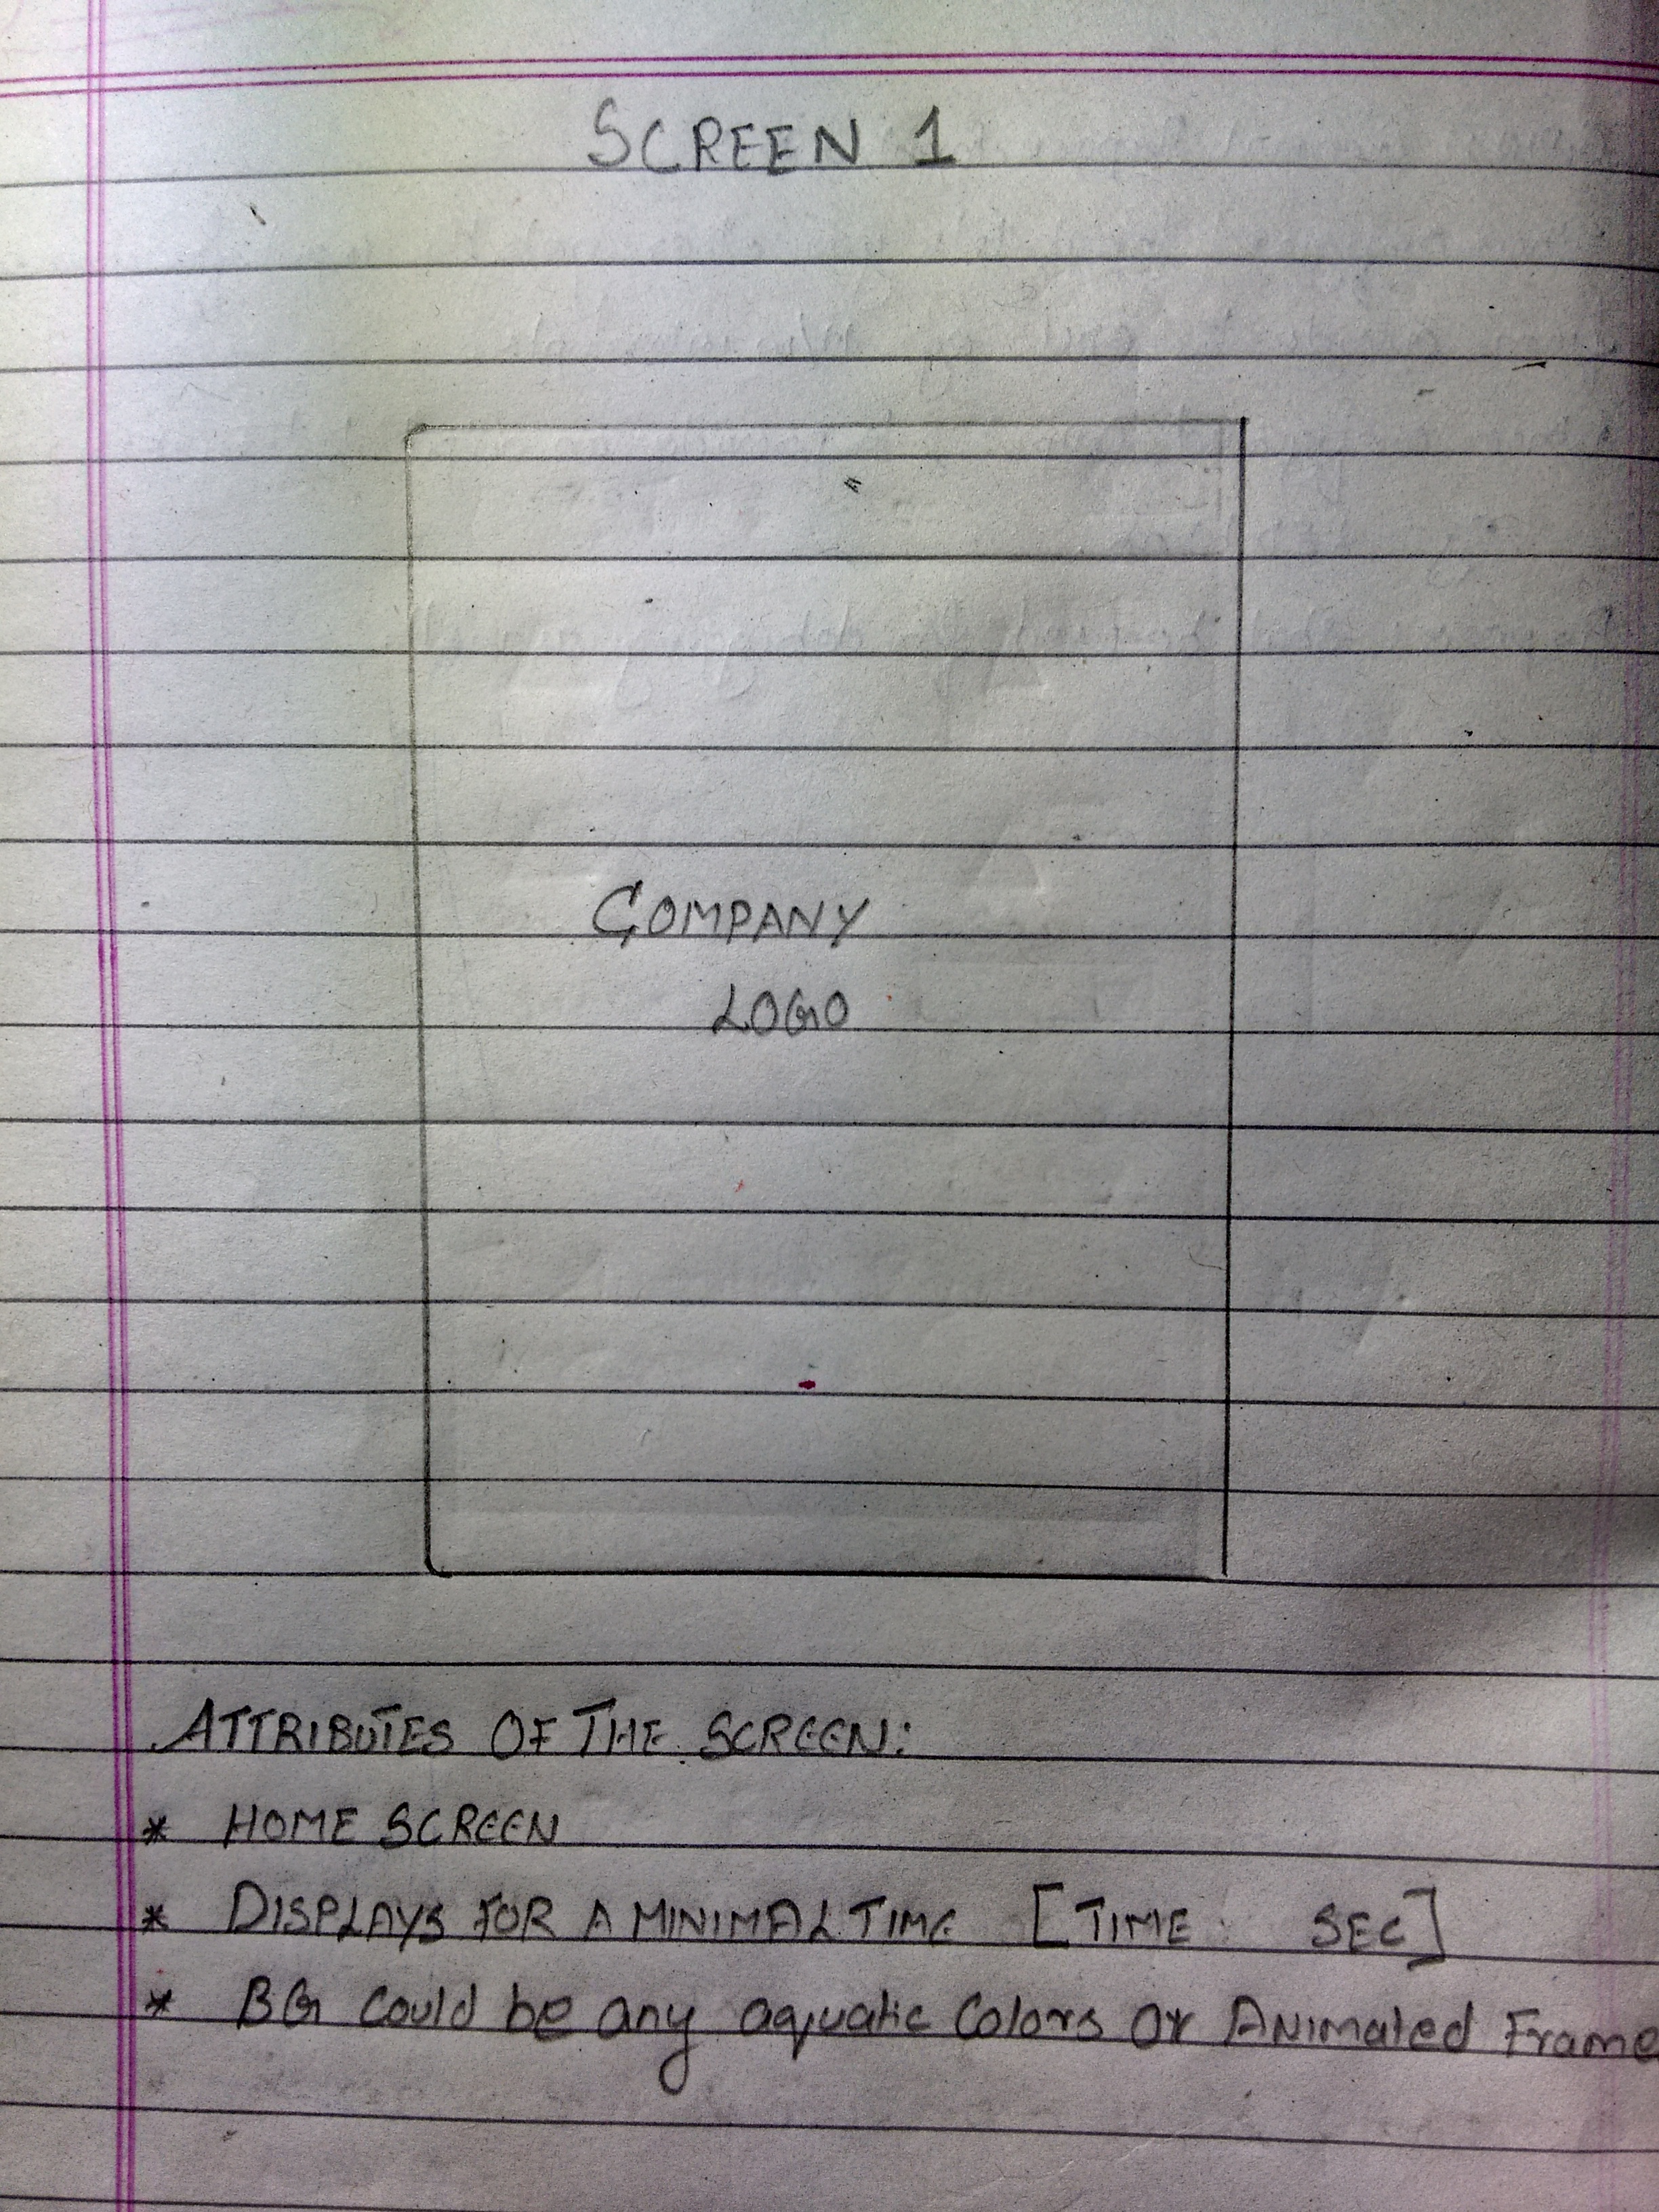 SCREEN 1
COMPANY
LOGO
ATTRIBUTES OF THE SCREEN:
* HOME SCREEN
* DISPLAYS FOR A MINIMAL TIME [TIME SEC]
* BG Could be any aquatic Colors Or Animated Frame